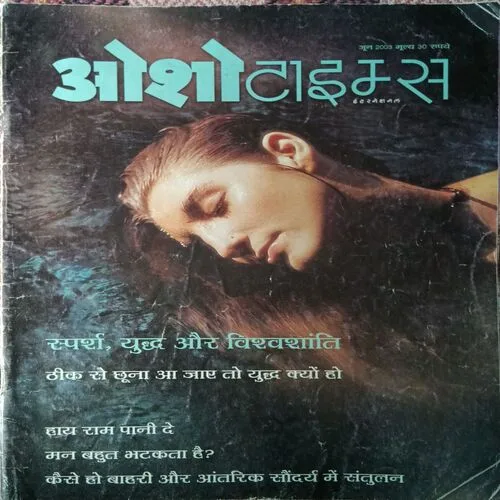 जून 2003 मूल्य 30 रुपये
ओशो टाइम्स
इंटरनेशनल
स्पर्श, युद्ध और विश्वशांति
ठीक से छूना आ जाए तो युद्ध क्यों हो
हाय राम पानी दे
मन बहुत भटकता है?
कैसे हो बाहरी और आंतरिक सौंदर्य में संतुलन